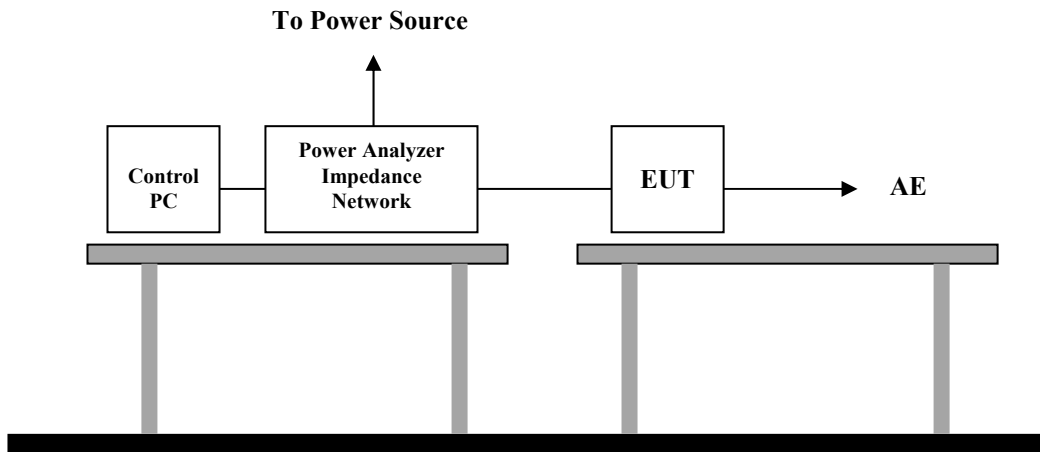 To Power Source
Control
PC
Power Analyzer
Impedance
Network
EUT
AE